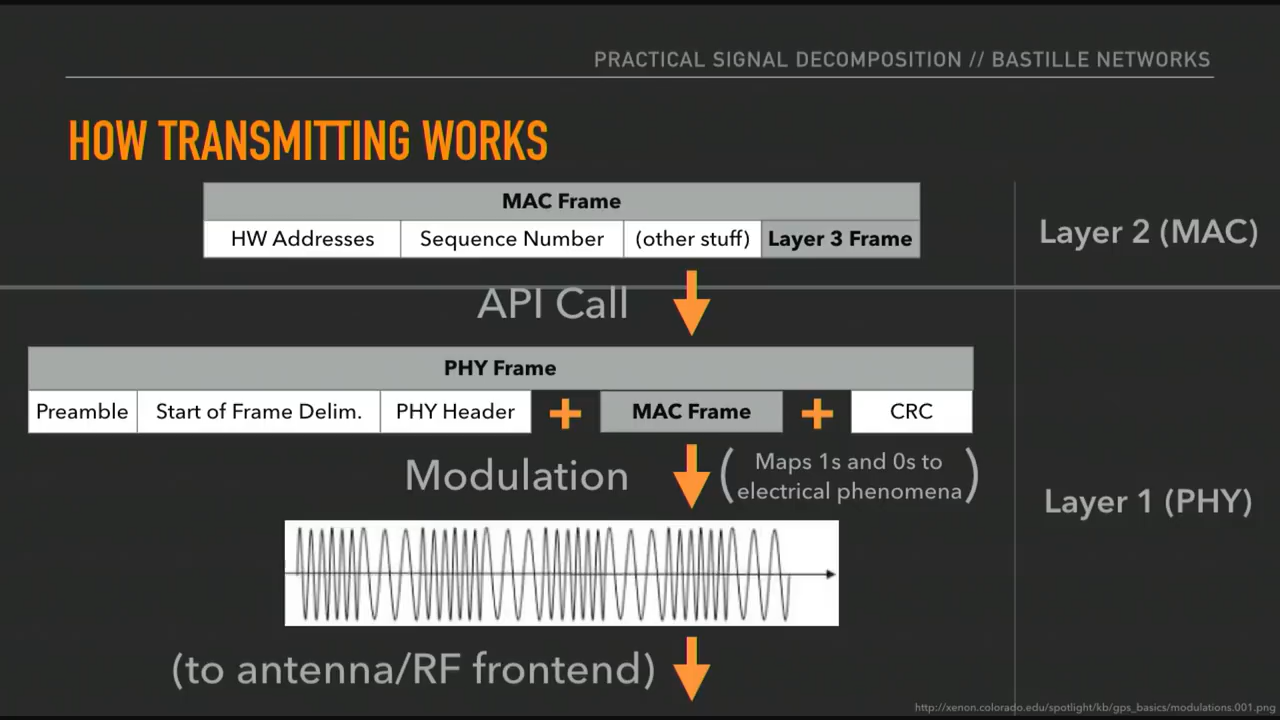 PRACTICAL SIGNAL DECOMPOSITION // BASTILLE NETWORKS
HOW TRANSMITTING WORKS
MAC Frame
HW Addresses Sequence Number (other stuff) Layer 3 Frame
Layer 2 (MAC)
API Call
PHY Frame
Preamble Start of Frame Delim. PHY Header + MAC Frame + CRC
Modulation
(Maps 1s and 0s to
electrical phenomena)
Layer 1 (PHY)
(to antenna/RF frontend)
http://xenon.colorado.edu/spotlight/kb/gps_basics/modulations.001.png